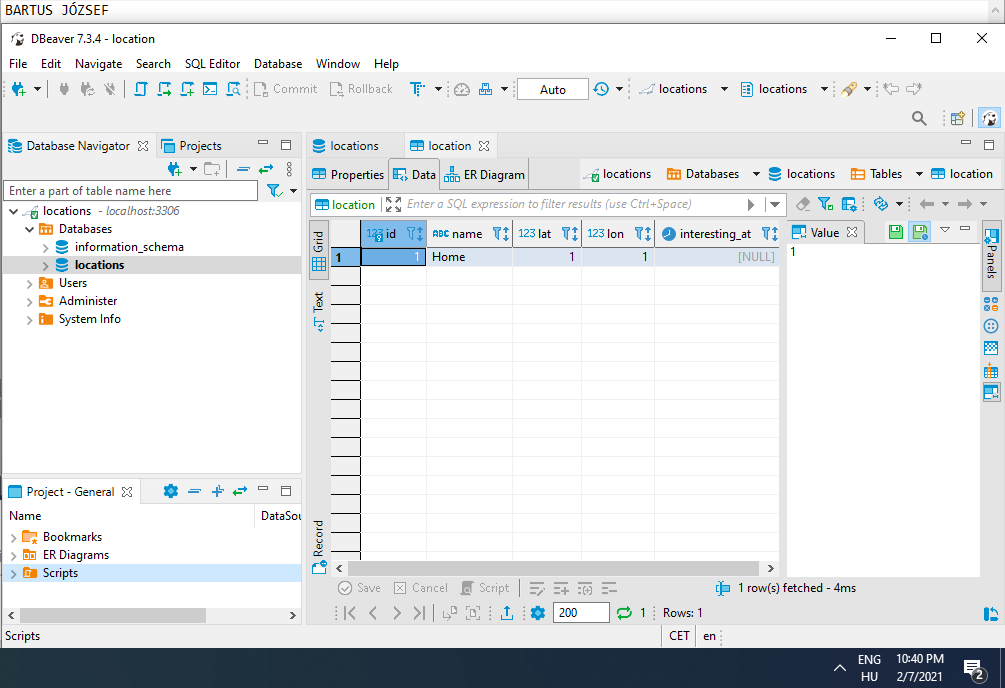 BARTUS JÓZSEF
DBeaver 7.3.4 - location
File Edit Navigate Search SQL Editor Database Window Help
Commit Rollback Auto locations locations
Database Navigator Projects
Enter a part of table name here
locations - localhost:3306
Databases
information_schema
locations
Users
Administer
System Info
Project - General
Name DataSou
Bookmarks
ER Diagrams
Scripts
locations location
Properties Data ER Diagram locations Databases locations Tables location
location Enter a SQL expression to filter results (use Ctrl+Space)
Grid
Text
Record
123 id ABC name 123 lat 123 lon interesting_at
1 1 Home 1 1 [NULL]
Value
1
Panels
Save Cancel Script 1 row(s) fetched - 4ms
200 1 Rows: 1
Scripts CET en
ENG
HU
10:40 PM
2/7/2021
2